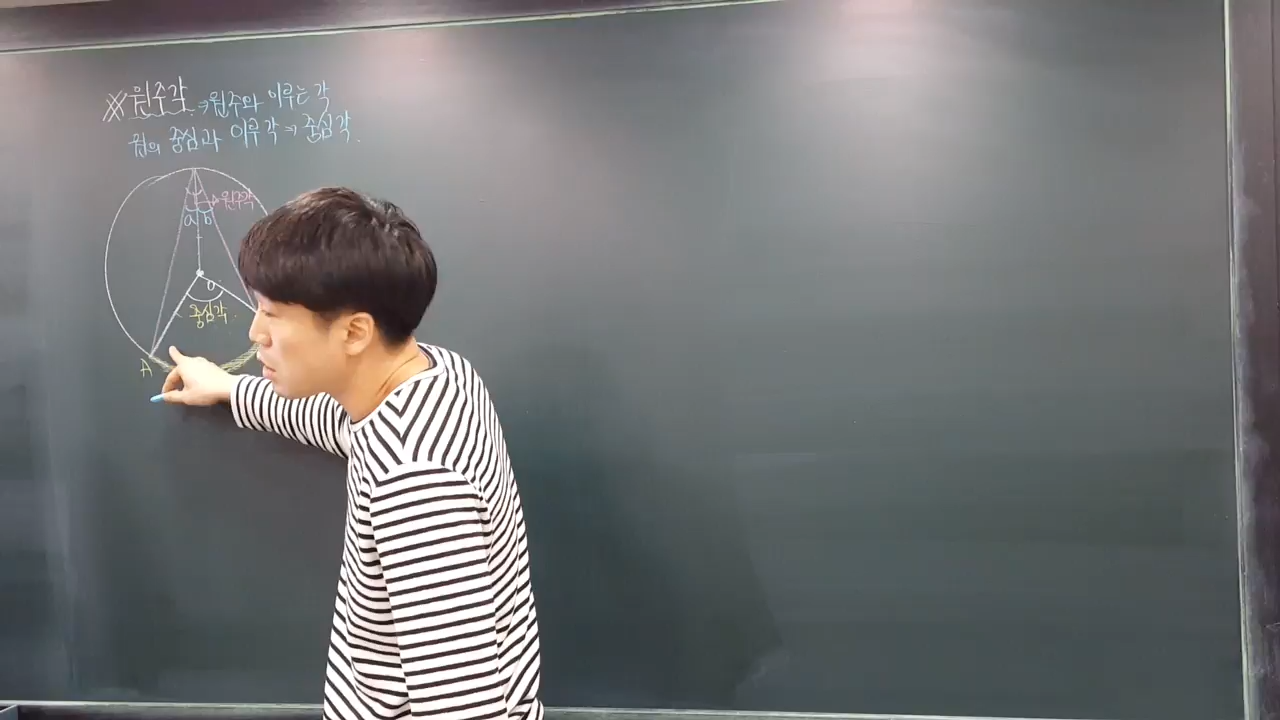 ※원주각 → 원주와 이루는 각
원의 중심과 이루 각 → 중심각.
→ 원주각
a b
O
중심각.
A